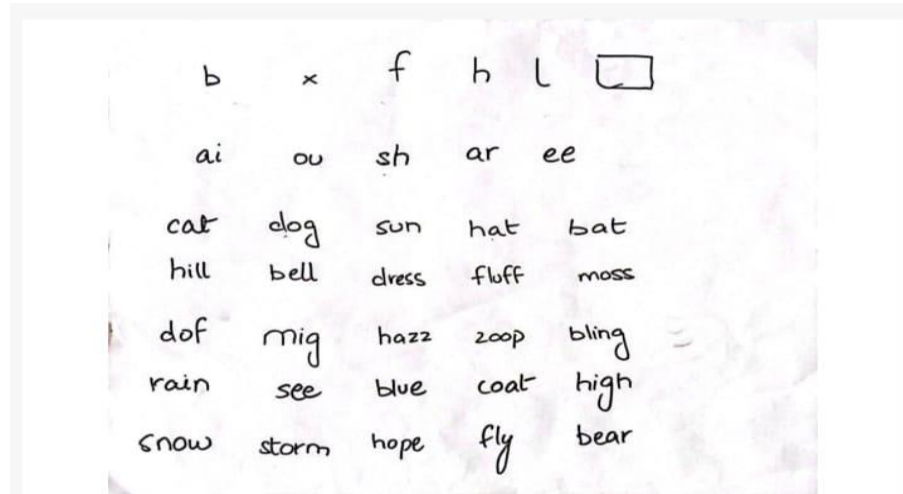 b x f h l
ai ou sh ar ee
cat dog sun hat bat
hill bell dress fluff moss
dof mig hazz zoop bling
rain see blue coat high
snow storm hope fly bear